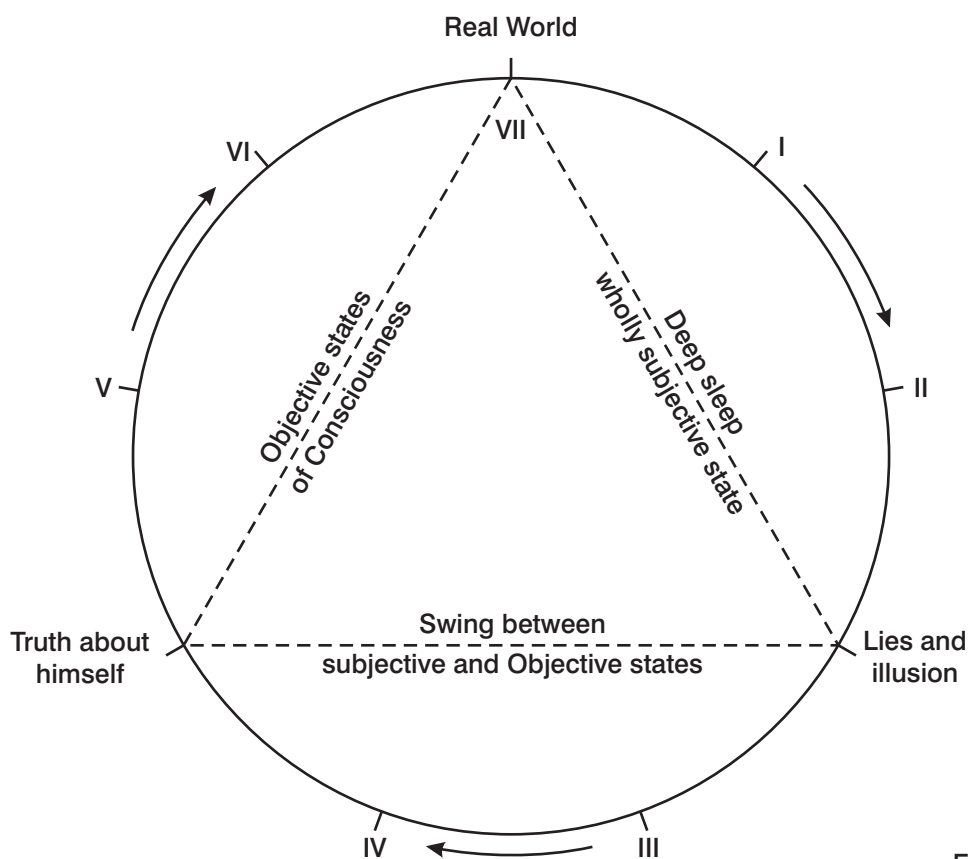 Real World
VII
VI
I
Objective states
of Consciousness
Deep sleep
wholly subjective state
V
II
Truth about
himself
Swing between
subjective and Objective states
Lies and
illusion
IV
III